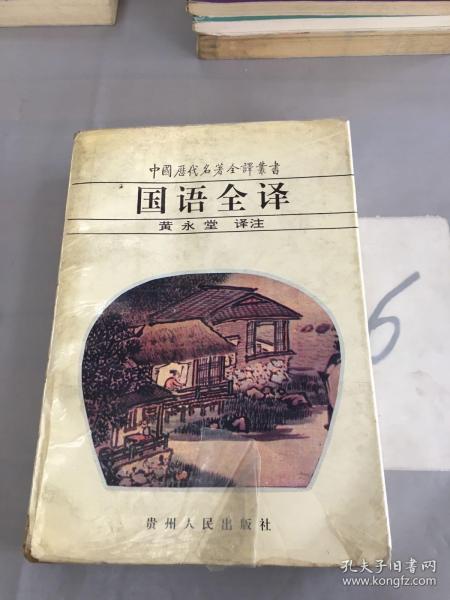 中國歷代名著全譯叢書
国语全译
黄永堂 译注
贵州人民出版社
5
孔夫子旧书网
www.kongfz.com